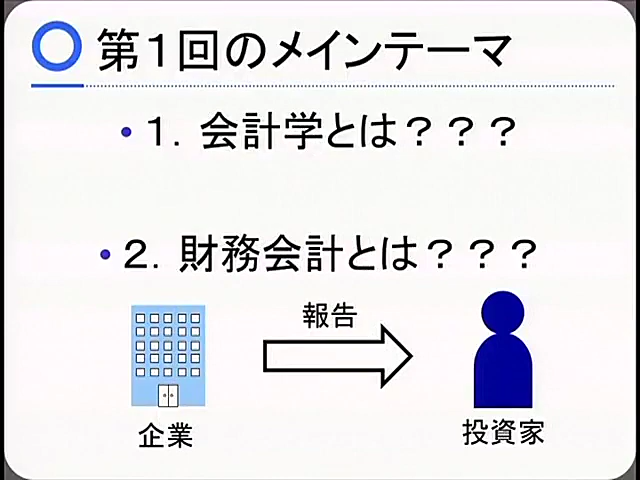 第１回のメインテーマ
・１．会計学とは？？？
・２．財務会計とは？？？
報告
企業
投資家